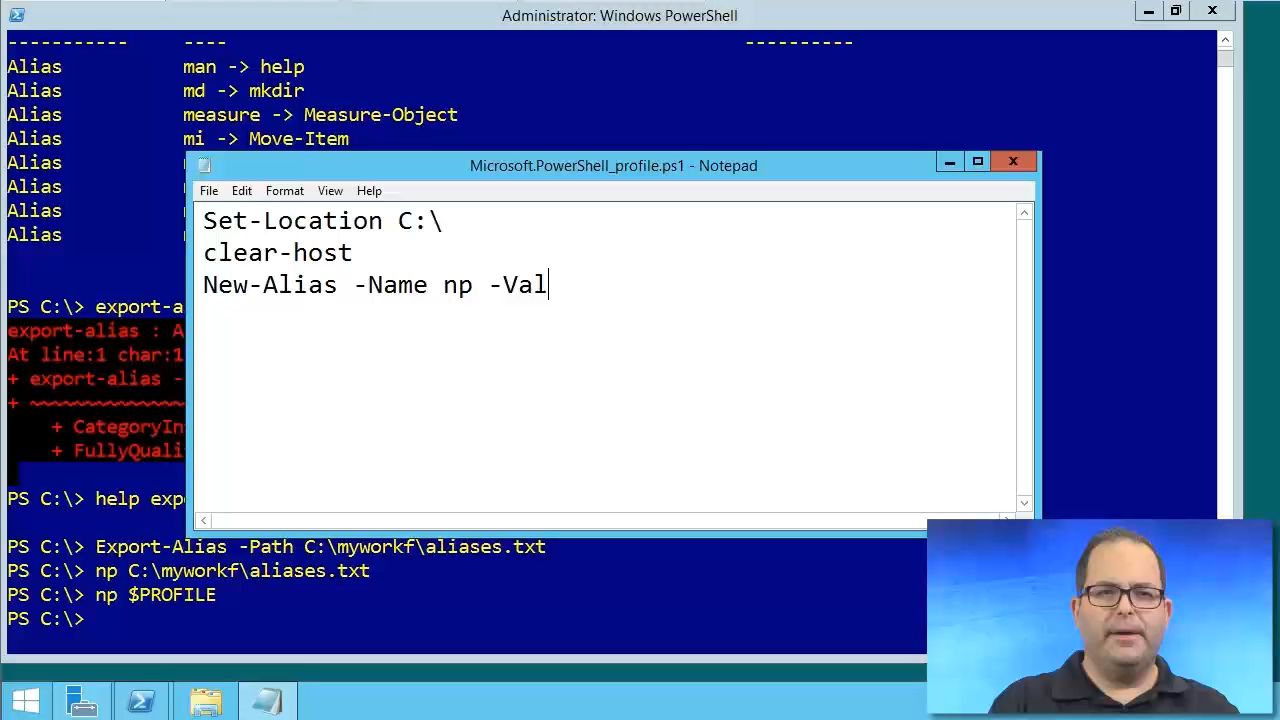 Administrator: Windows PowerShell
----------- ---- ----------
Alias man -> help
Alias md -> mkdir
Alias measure -> Measure-Object
Alias mi -> Move-Item
Alias
Alias
Alias
Alias
Microsoft.PowerShell_profile.ps1 - Notepad
File Edit Format View Help
Set-Location C:\
clear-host
New-Alias -Name np -Val
PS C:\> export-a
export-alias : A
At line:1 char:1
+ export-alias -
+ ~~~~~~~~~~~~~~
+ CategoryIn
+ FullyQuali
PS C:\> help exp
PS C:\> Export-Alias -Path C:\myworkf\aliases.txt
PS C:\> np C:\myworkf\aliases.txt
PS C:\> np $PROFILE
PS C:\>